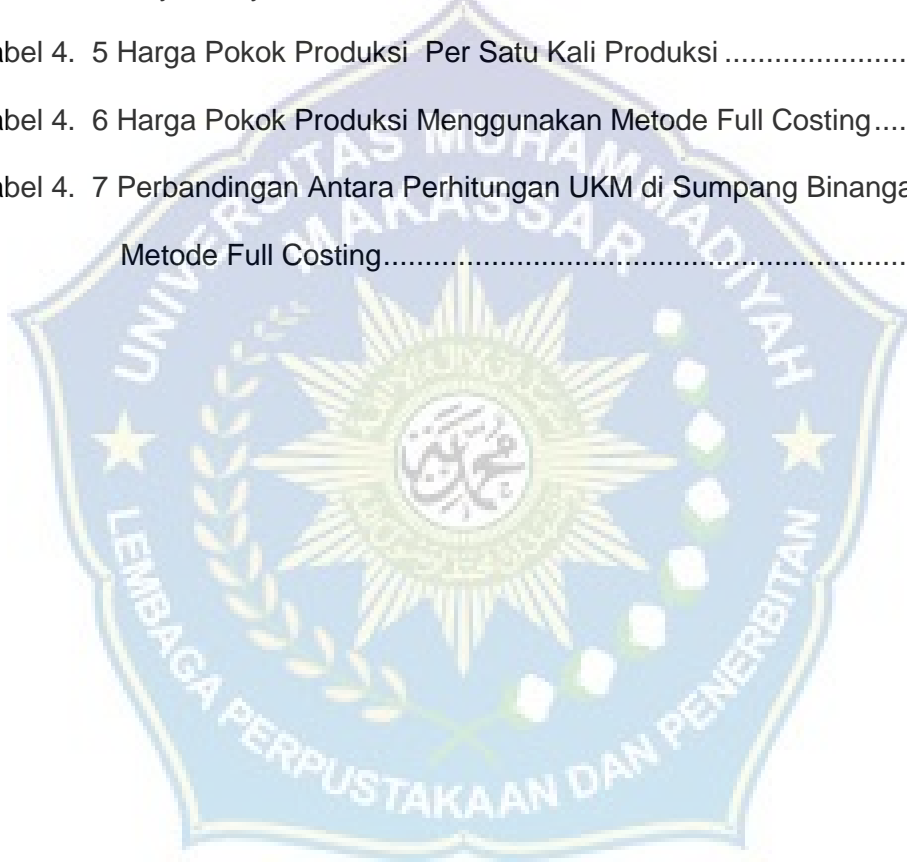 abel 4. 5 Harga Pokok Produksi Per Satu Kali Produksi ......................
abel 4. 6 Harga Pokok Produksi Menggunakan Metode Full Costing....
abel 4. 7 Perbandingan Antara Perhitungan UKM di Sumpang Binanga
Metode Full Costing................................................................
UNIVERSITAS MUHAMMADIYAH
MAKASSAR
LEMBAGA PERPUSTAKAAN DAN PENERBITAN